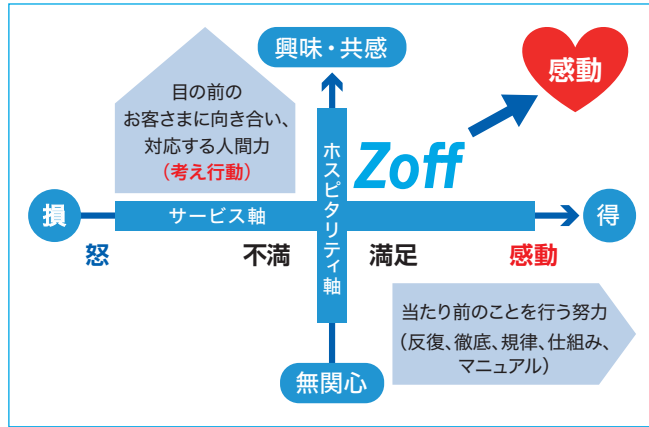 興味・共感
感動
目の前の
お客さまに向き合い、
対応する人間力
(考え行動)
Zoff
ホスピタリティ軸
損
サービス軸
得
怒
不満
満足
感動
当たり前のことを行う努力
(反復、徹底、規律、仕組み、
マニュアル)
無関心